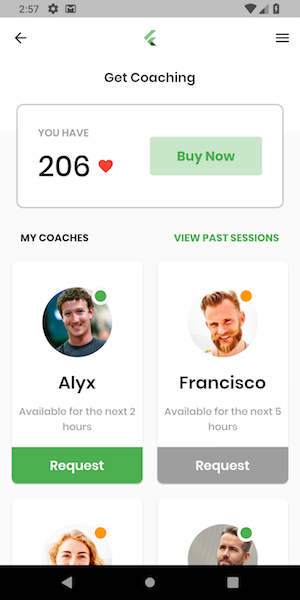 2:57
Get Coaching
YOU HAVE
206
Buy Now
MY COACHES
VIEW PAST SESSIONS
Alyx
Available for the next 2
hours
Request
Francisco
Available for the next 5
hours
Request